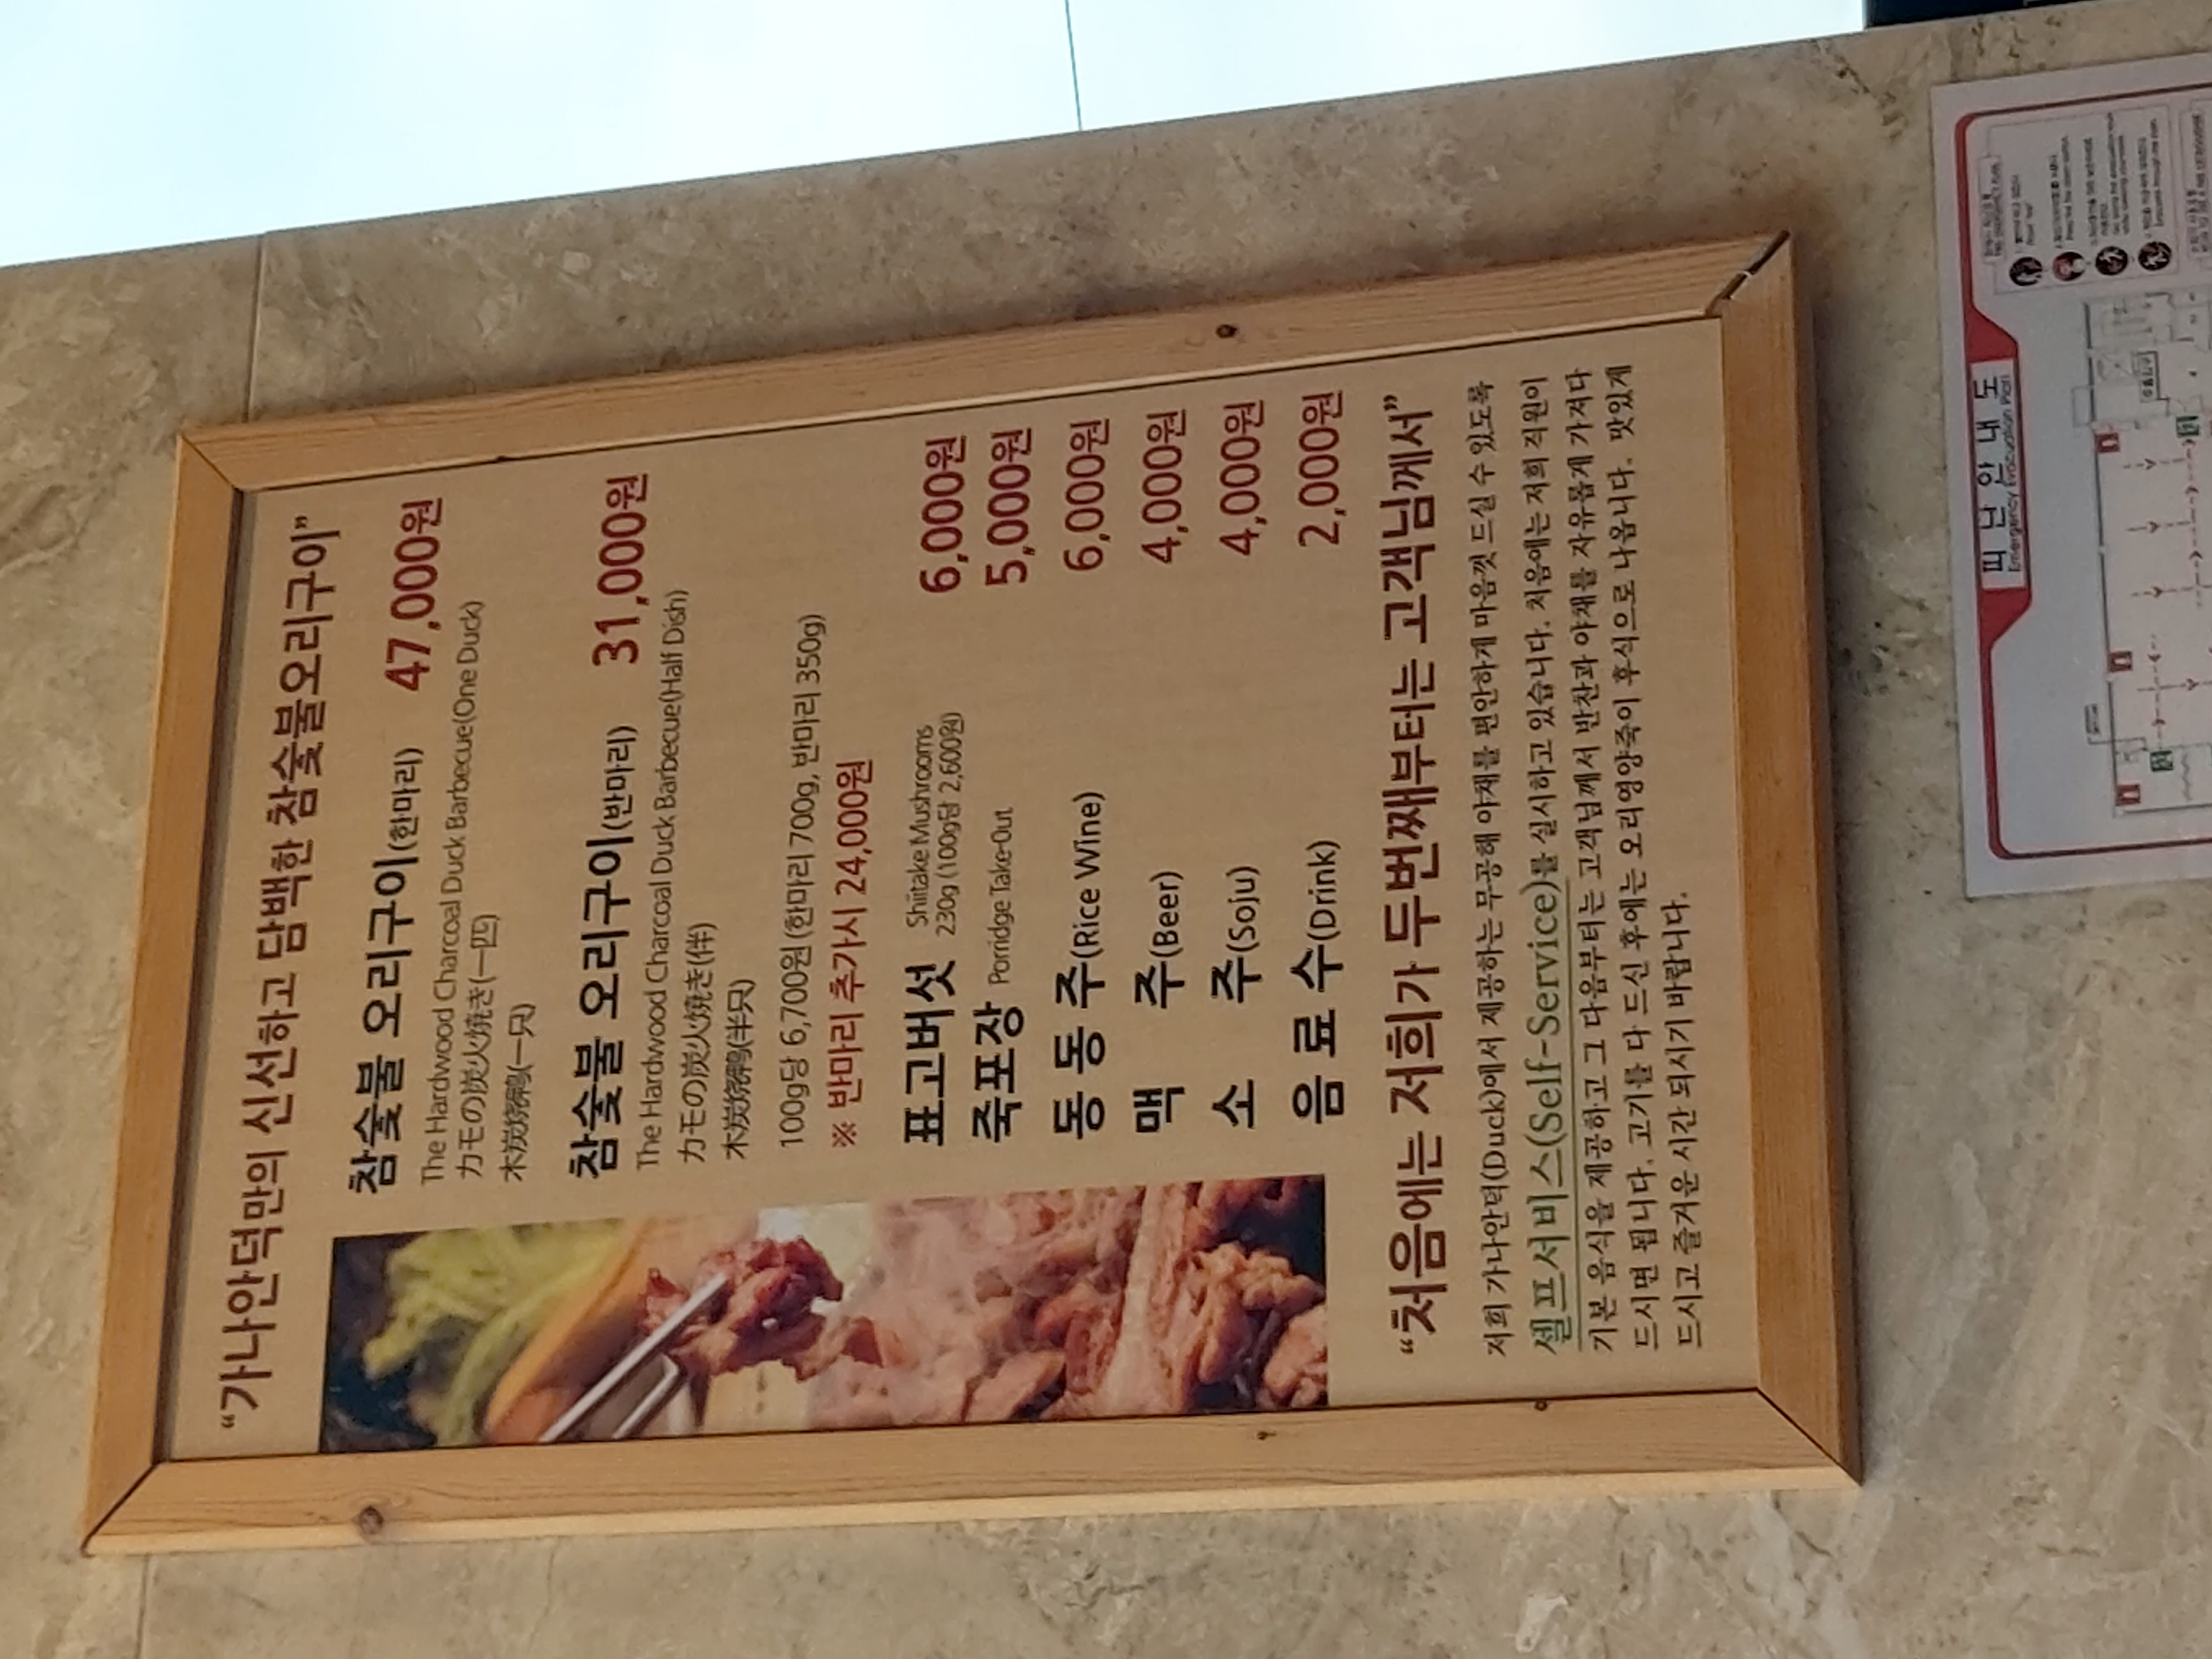 “가나안덕만의 신선하고 담백한 참숯불오리구이”
참숯불 오리구이(한마리) 47,000원
The Hardwood Charcoal Duck Barbecue(One Duck)
カモの炭火焼き(一匹)
木炭烧鸭(一只)
참숯불 오리구이(반마리) 31,000원
The Hardwood Charcoal Duck Barbecue(Half Dish)
カモの炭火焼き(伴)
木炭烧鸭(半只)
100g당 6,700원(한마리 700g, 반마리 350g)
※ 반마리 추가시 24,000원
표고버섯 Shiitake Mushrooms 230g (100g당 2,600원) 6,000원
죽포장 Porridge Take-Out 5,000원
동 동 주(Rice Wine) 6,000원
맥 주(Beer) 4,000원
소 주(Soju) 4,000원
음 료 수(Drink) 2,000원
“처음에는 저희가 두번째부터는 고객님께서”
저희 가나안덕(Duck)에서 제공하는 무공해 야채를 편안하게 마음껏 드실 수 있도록
셀프서비스(Self-Service)를 실시하고 있습니다. 처음에는 저희 직원이
기본 음식을 제공하고 그 다음부터는 고객님께서 반찬과 야채를 자유롭게 가져다
드시면 됩니다. 고기를 다 드신 후에는 오리영양죽이 후식으로 나옵니다. 맛있게
드시고 즐거운 시간 되시기 바랍니다.
피 난 안 내 도
Emergency Evacuation Plan